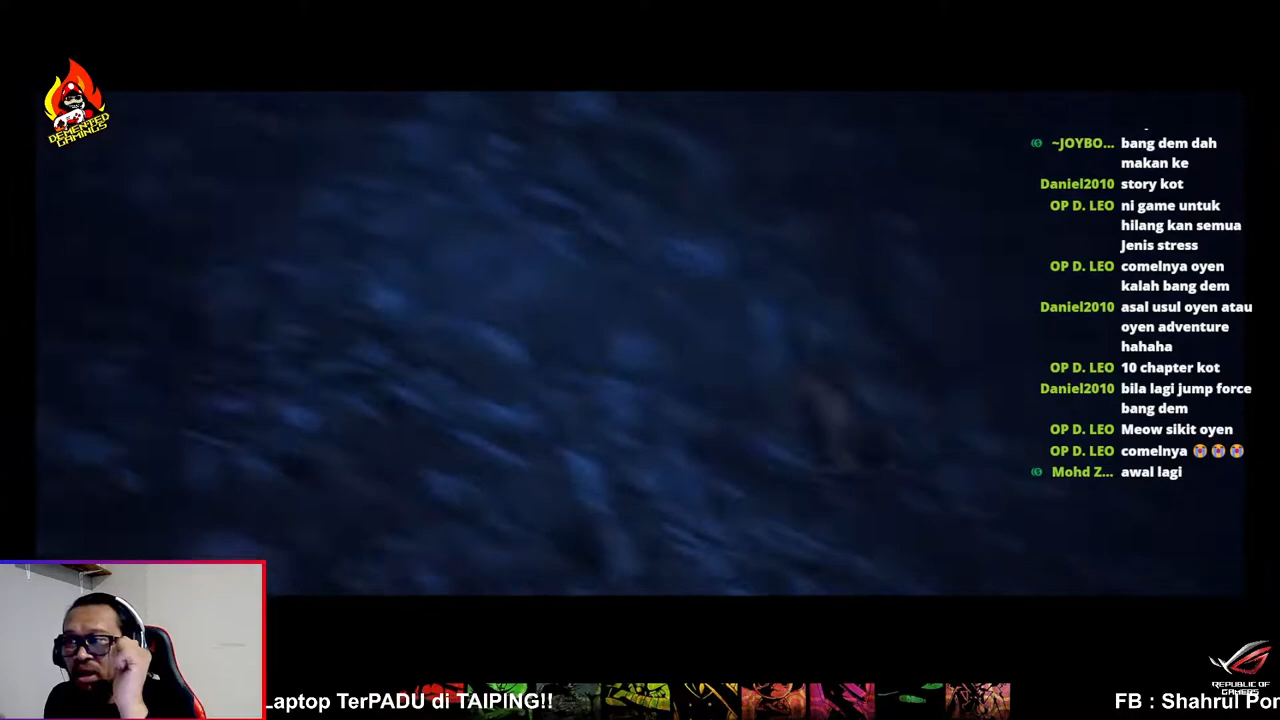 DEMENTED
GAMINGS
~JOYBO... bang dem dah
makan ke
Daniel2010 story kot
OP D. LEO ni game untuk
hilang kan semua
Jenis stress
OP D. LEO comelnya oyen
kalah bang dem
Daniel2010 asal usul oyen atau
oyen adventure
hahaha
OP D. LEO 10 chapter kot
Daniel2010 bila lagi jump force
bang dem
OP D. LEO Meow sikit oyen
OP D. LEO comelnya 😭😭😭
Mohd Z... awal lagi
REPUBLIC OF
GAMERS
Laptop TerPADU di TAIPING!! FB : Shahrul Por